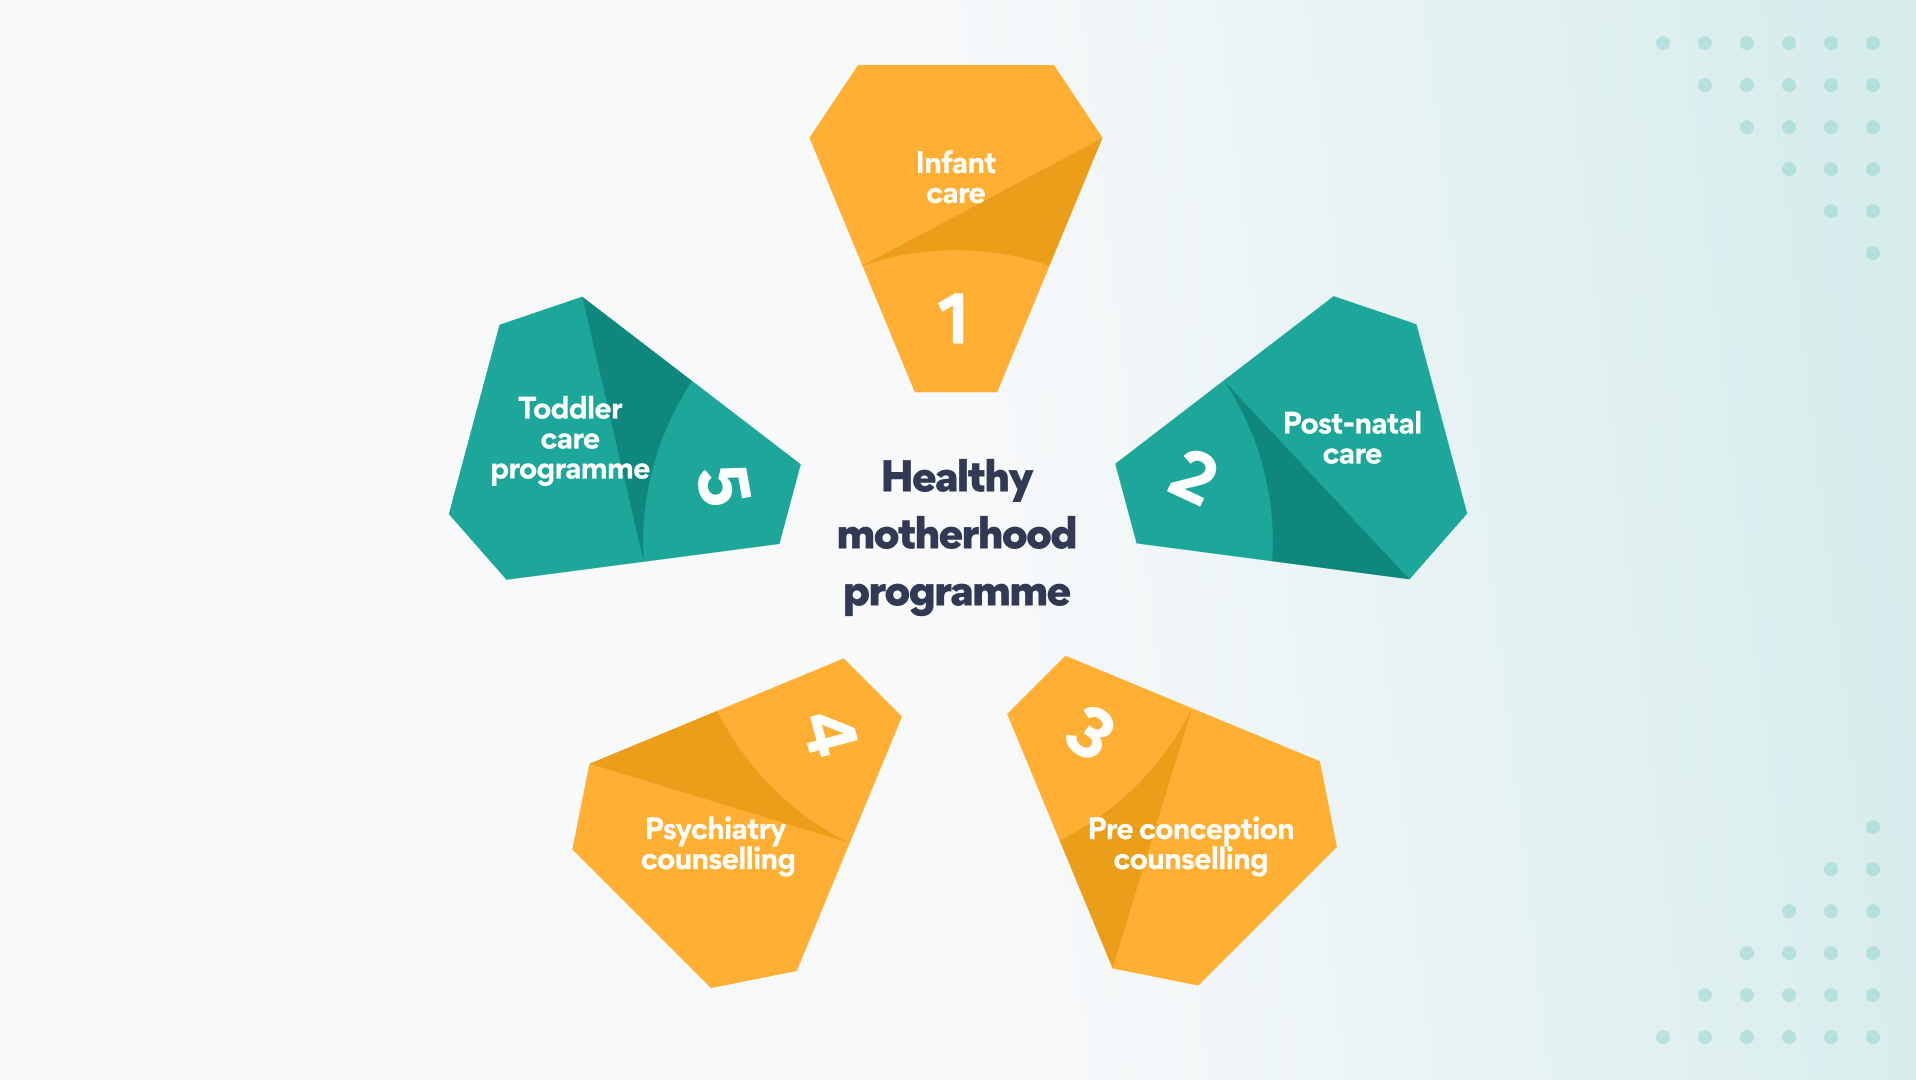 Infant
care
1
Post-natal
care
2
3
Pre conception
counselling
4
Psychiatry
counselling
Toddler
care
programme
5
Healthy
motherhood
programme